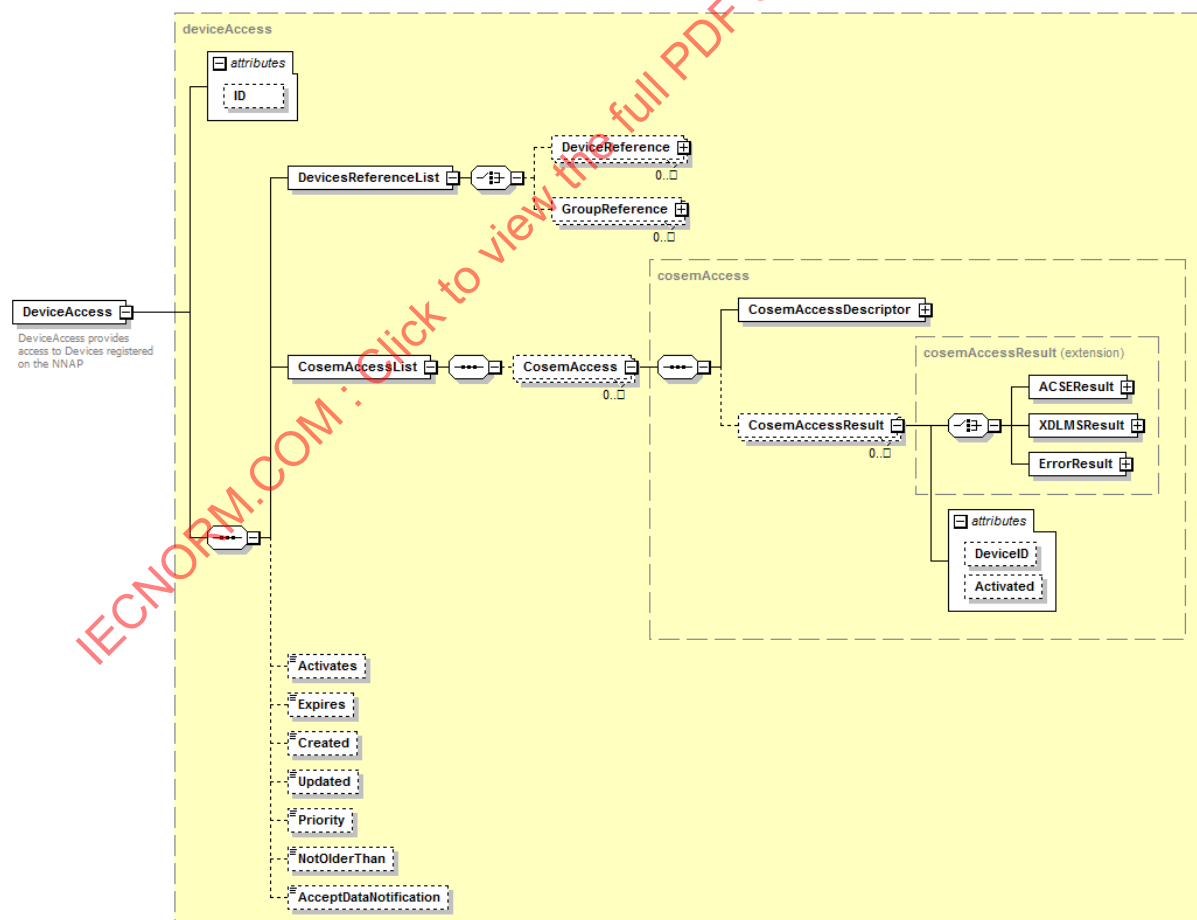 deviceAccess
attributes
ID
DeviceReference
0..□
DevicesReferenceList
GroupReference
0..□
cosemAccess
DeviceAccess
DeviceAccess provides
access to Devices registered
on the NNAP
CosemAccessDescriptor
cosemAccessResult (extension)
CosemAccessList
CosemAccess
0..□
ACSEResult
CosemAccessResult
0..□
XDLMSResult
ErrorResult
attributes
DeviceID
Activated
Activates
Expires
Created
Updated
Priority
NotOlderThan
AcceptDataNotification
IECNORM.COM : Click to view the full PDF